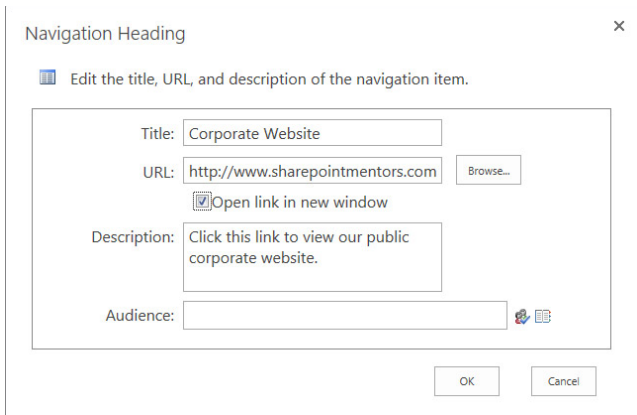 Navigation Heading
Edit the title, URL, and description of the navigation item.
Title: Corporate Website
URL: http://www.sharepointmentors.com Browse...
Open link in new window
Description: Click this link to view our public
corporate website.
Audience:
OK Cancel